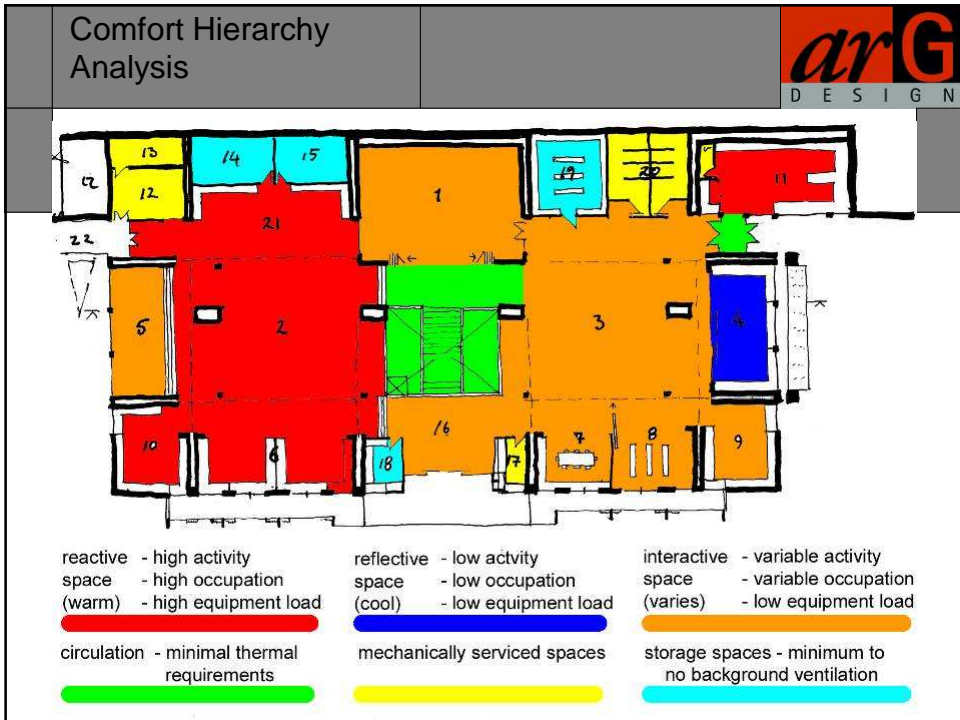 Comfort Hierarchy
Analysis
arG
DESIGN
12
13
12
14
15
1
19
20
11
21
22
5
2
3
4
10
6
16
18
17
7
8
9
reactive - high activity
space - high occupation
(warm) - high equipment load
reflective - low actvity
space - low occupation
(cool) - low equipment load
interactive - variable activity
space - variable occupation
(varies) - low equipment load
circulation - minimal thermal
requirements
mechanically serviced spaces
storage spaces - minimum to
no background ventilation